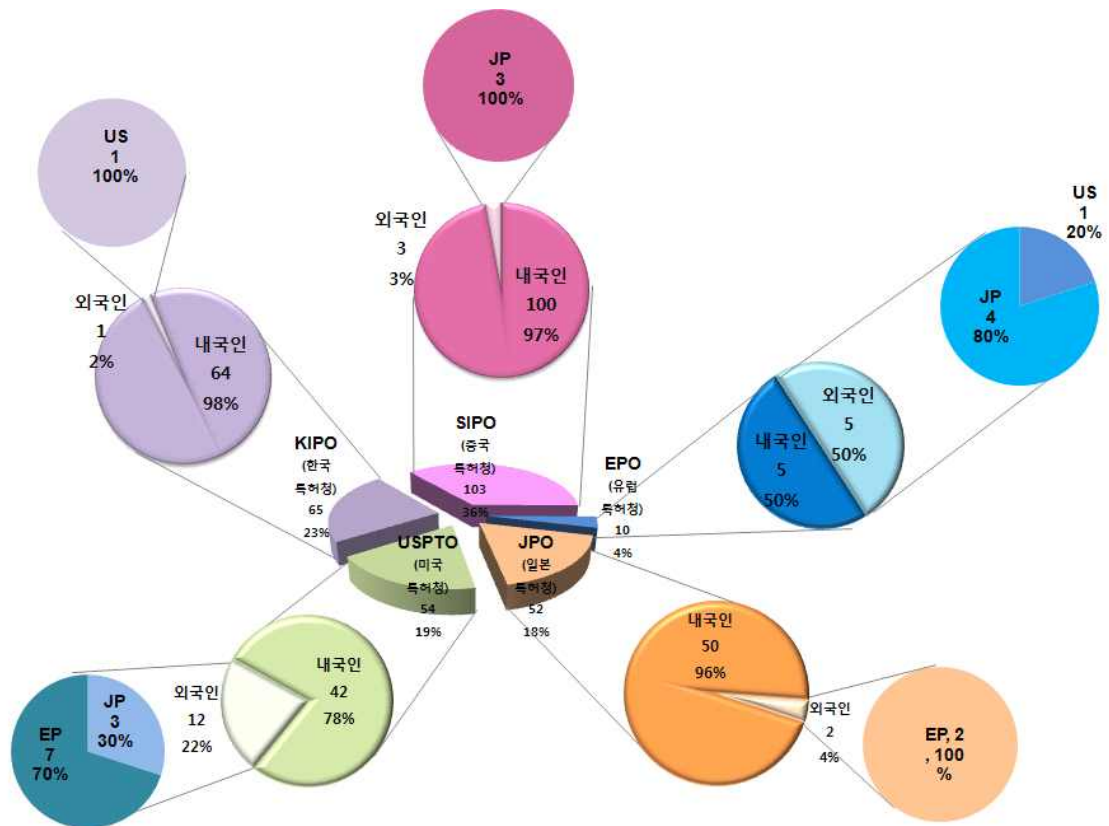 JP
3
100%
US
1
100%
외국인
3
3%
내국인
100
97%
US
1
20%
JP
4
80%
외국인
1
2%
내국인
64
98%
외국인
5
50%
내국인
5
50%
KIPO
(한국
특허청)
65
23%
SIPO
(중국
특허청)
103
36%
EPO
(유럽
특허청)
10
4%
USPTO
(미국
특허청)
54
19%
JPO
(일본
특허청)
52
18%
내국인
42
78%
외국인
12
22%
JP
3
30%
EP
7
70%
내국인
50
96%
외국인
2
4%
EP, 2
, 100
%